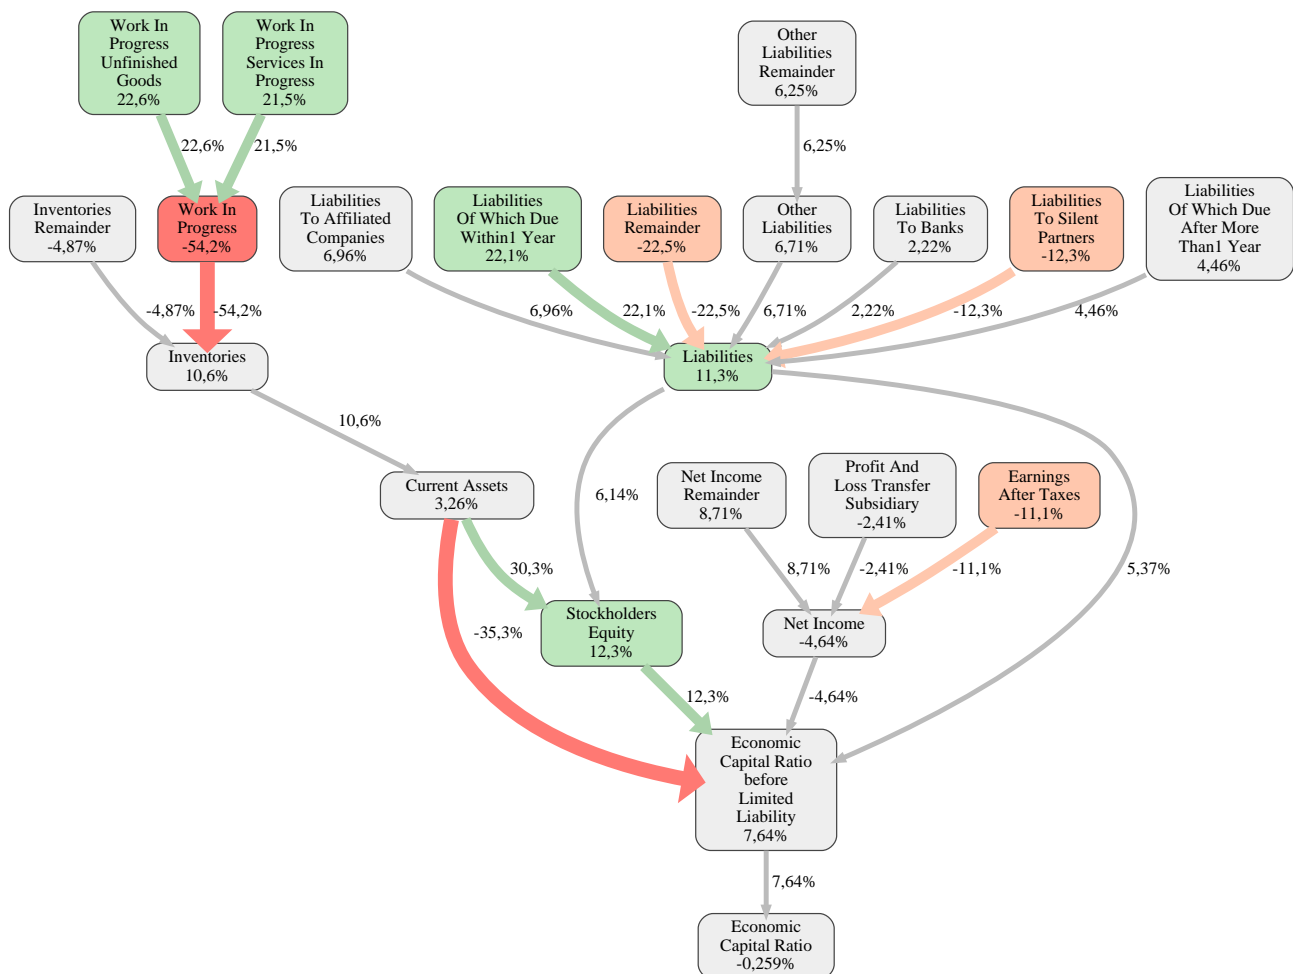 Work In
Progress
Unfinished
Goods
22,6%
Work In
Progress
Services In
Progress
21,5%
Other
Liabilities
Remainder
6,25%
22,6%
21,5%
6,25%
Inventories
Remainder
-4,87%
Work In
Progress
-54,2%
Liabilities
To Affiliated
Companies
6,96%
Liabilities
Of Which Due
Within1 Year
22,1%
Liabilities
Remainder
-22,5%
Other
Liabilities
6,71%
Liabilities
To Banks
2,22%
Liabilities
To Silent
Partners
-12,3%
Liabilities
Of Which Due
After More
Than1 Year
4,46%
-4,87%
-54,2%
6,96%
22,1%
-22,5%
6,71%
2,22%
-12,3%
4,46%
Inventories
10,6%
Liabilities
11,3%
10,6%
Current Assets
3,26%
6,14%
Net Income
Remainder
8,71%
Profit And
Loss Transfer
Subsidiary
-2,41%
Earnings
After Taxes
-11,1%
30,3%
8,71%
-2,41%
-11,1%
5,37%
-35,3%
Stockholders
Equity
12,3%
Net Income
-4,64%
12,3%
-4,64%
Economic
Capital Ratio
before
Limited
Liability
7,64%
7,64%
Economic
Capital Ratio
-0,259%